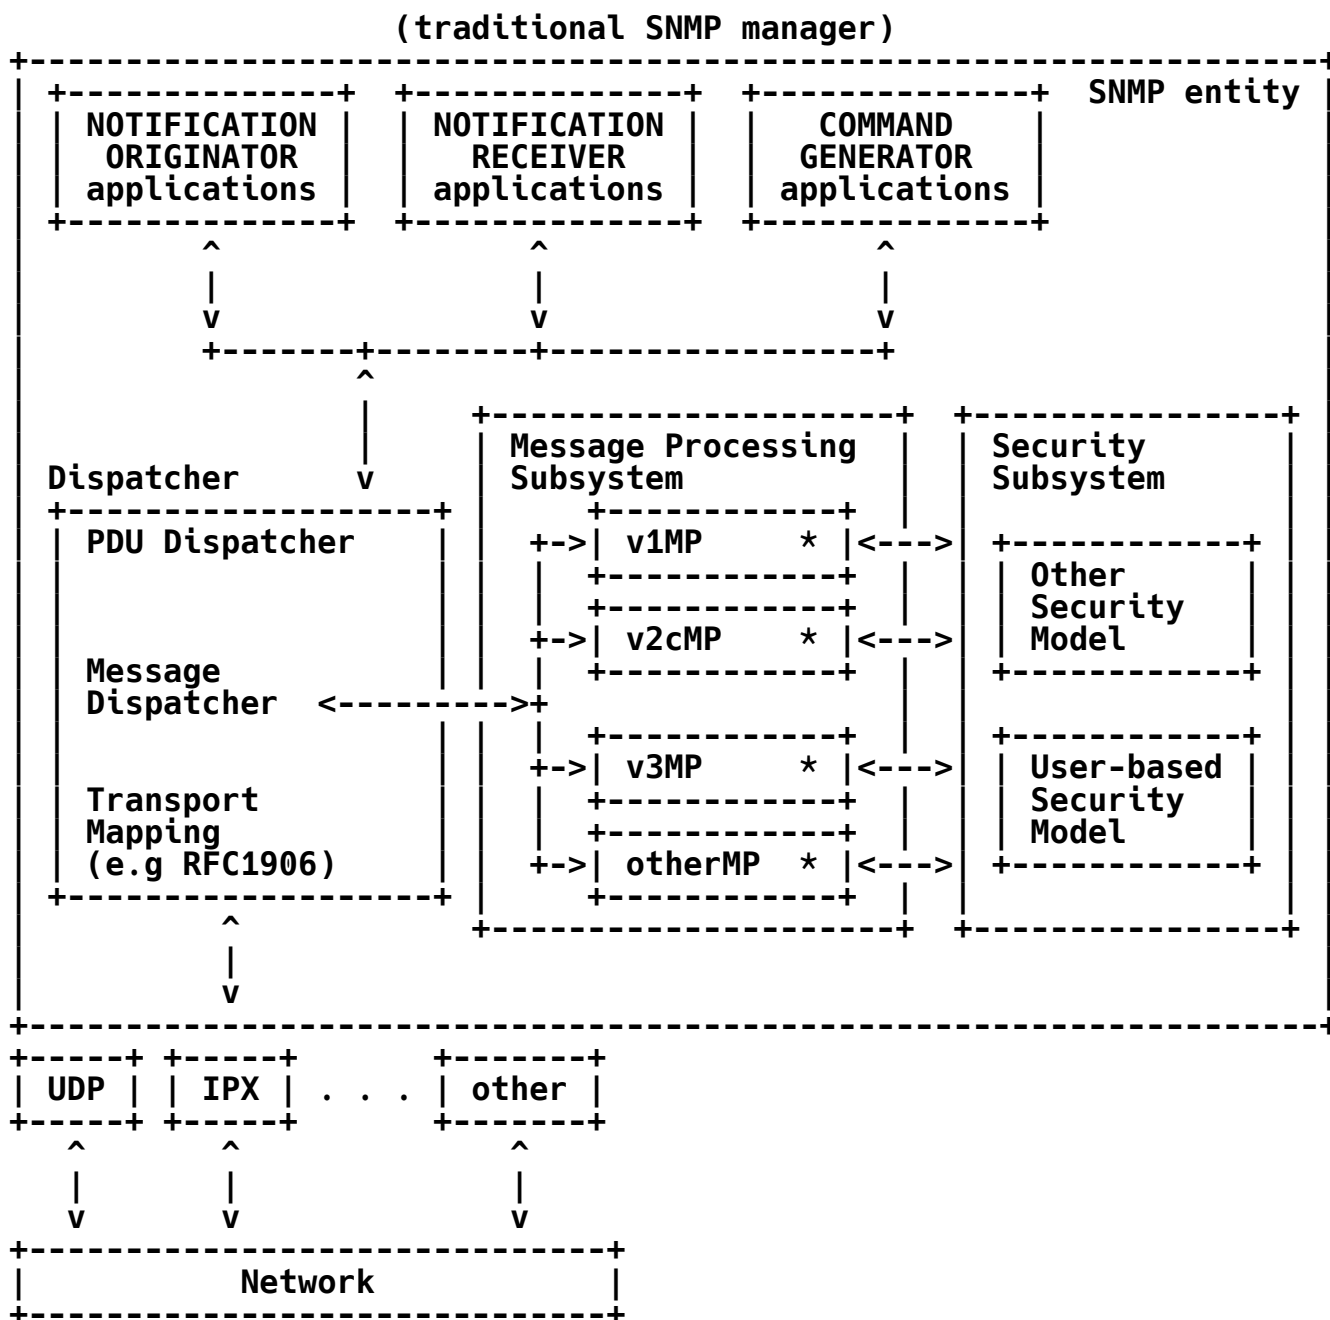 (traditional SNMP manager)
SNMP entity
NOTIFICATION
ORIGINATOR
applications
NOTIFICATION
RECEIVER
applications
COMMAND
GENERATOR
applications
Dispatcher
PDU Dispatcher
Message
Dispatcher
Transport
Mapping
(e.g RFC1906)
Message Processing
Subsystem
v1MP *
v2cMP *
v3MP *
otherMP *
Security
Subsystem
Other
Security
Model
User-based
Security
Model
UDP
IPX
. . .
other
Network